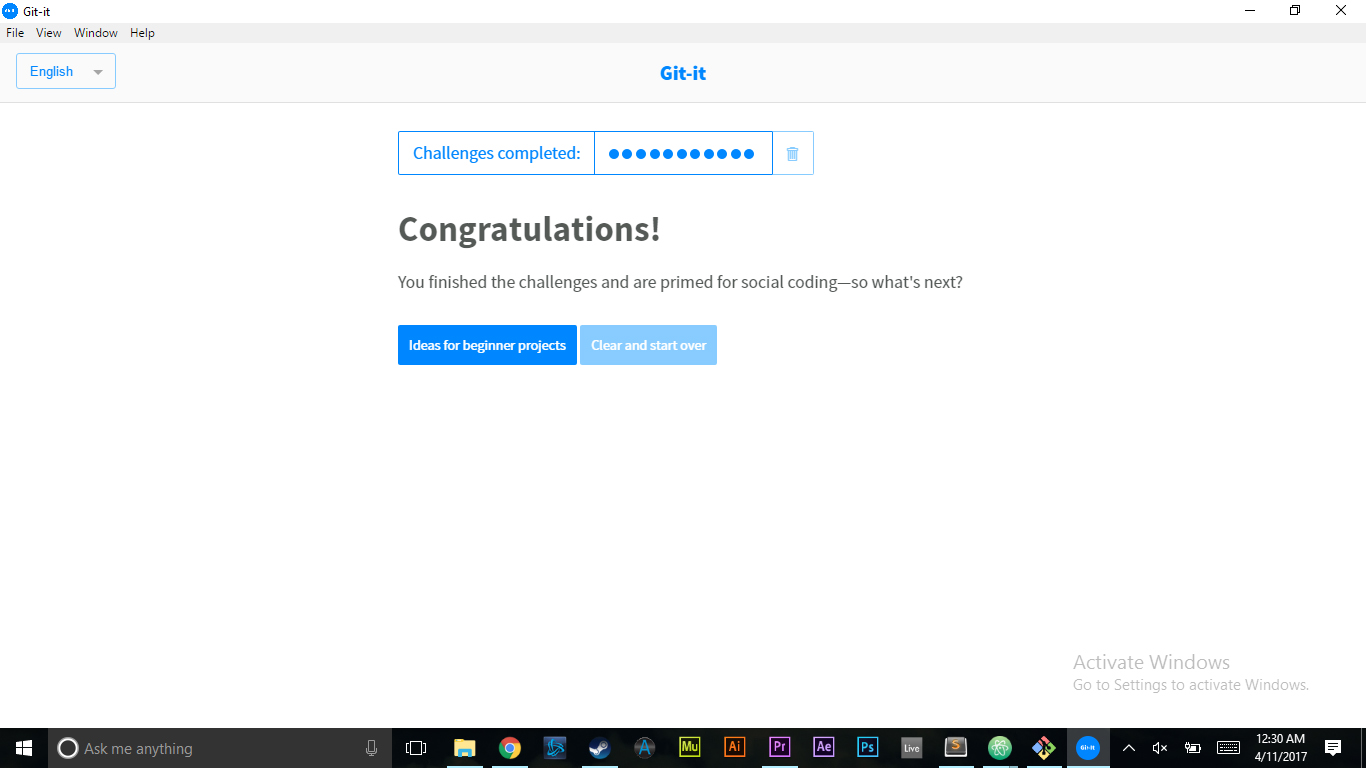 Git-it
File View Window Help
English
Git-it
Challenges completed:
Congratulations!
You finished the challenges and are primed for social coding—so what's next?
Ideas for beginner projects
Clear and start over
Activate Windows
Go to Settings to activate Windows.
Ask me anything
Mu
Ai
Pr
Ae
Ps
Live
S
Git-it
12:30 AM
4/11/2017